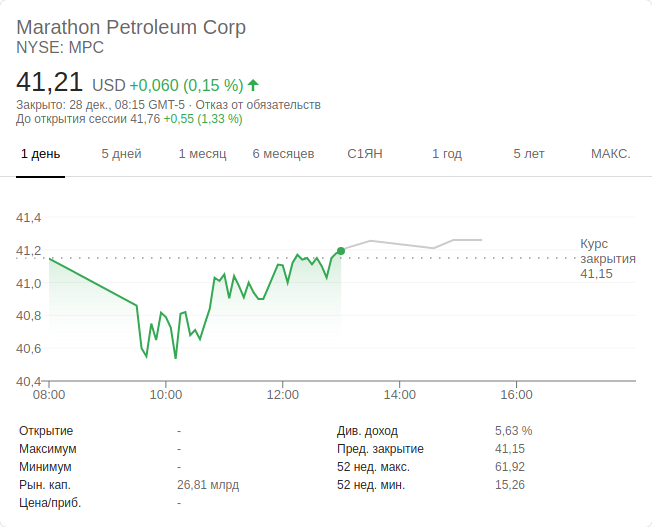 Marathon Petroleum Corp
NYSE: MPC
41,21 USD +0,060 (0,15 %)
Закрыто: 28 дек., 08:15 GMT-5 · Отказ от обязательств
До открытия сессии 41,76 +0,55 (1,33 %)
1 день 5 дней 1 месяц 6 месяцев С1ЯН 1 год 5 лет МАКС.
41,4
41,2
41,0
40,8
40,6
40,4
Курс
закрытия
41,15
08:00 10:00 12:00 14:00 16:00
Открытие -
Максимум -
Минимум -
Рын. кап. 26,81 млрд
Цена/приб. -
Див. доход 5,63 %
Пред. закрытие 41,15
52 нед. макс. 61,92
52 нед. мин. 15,26